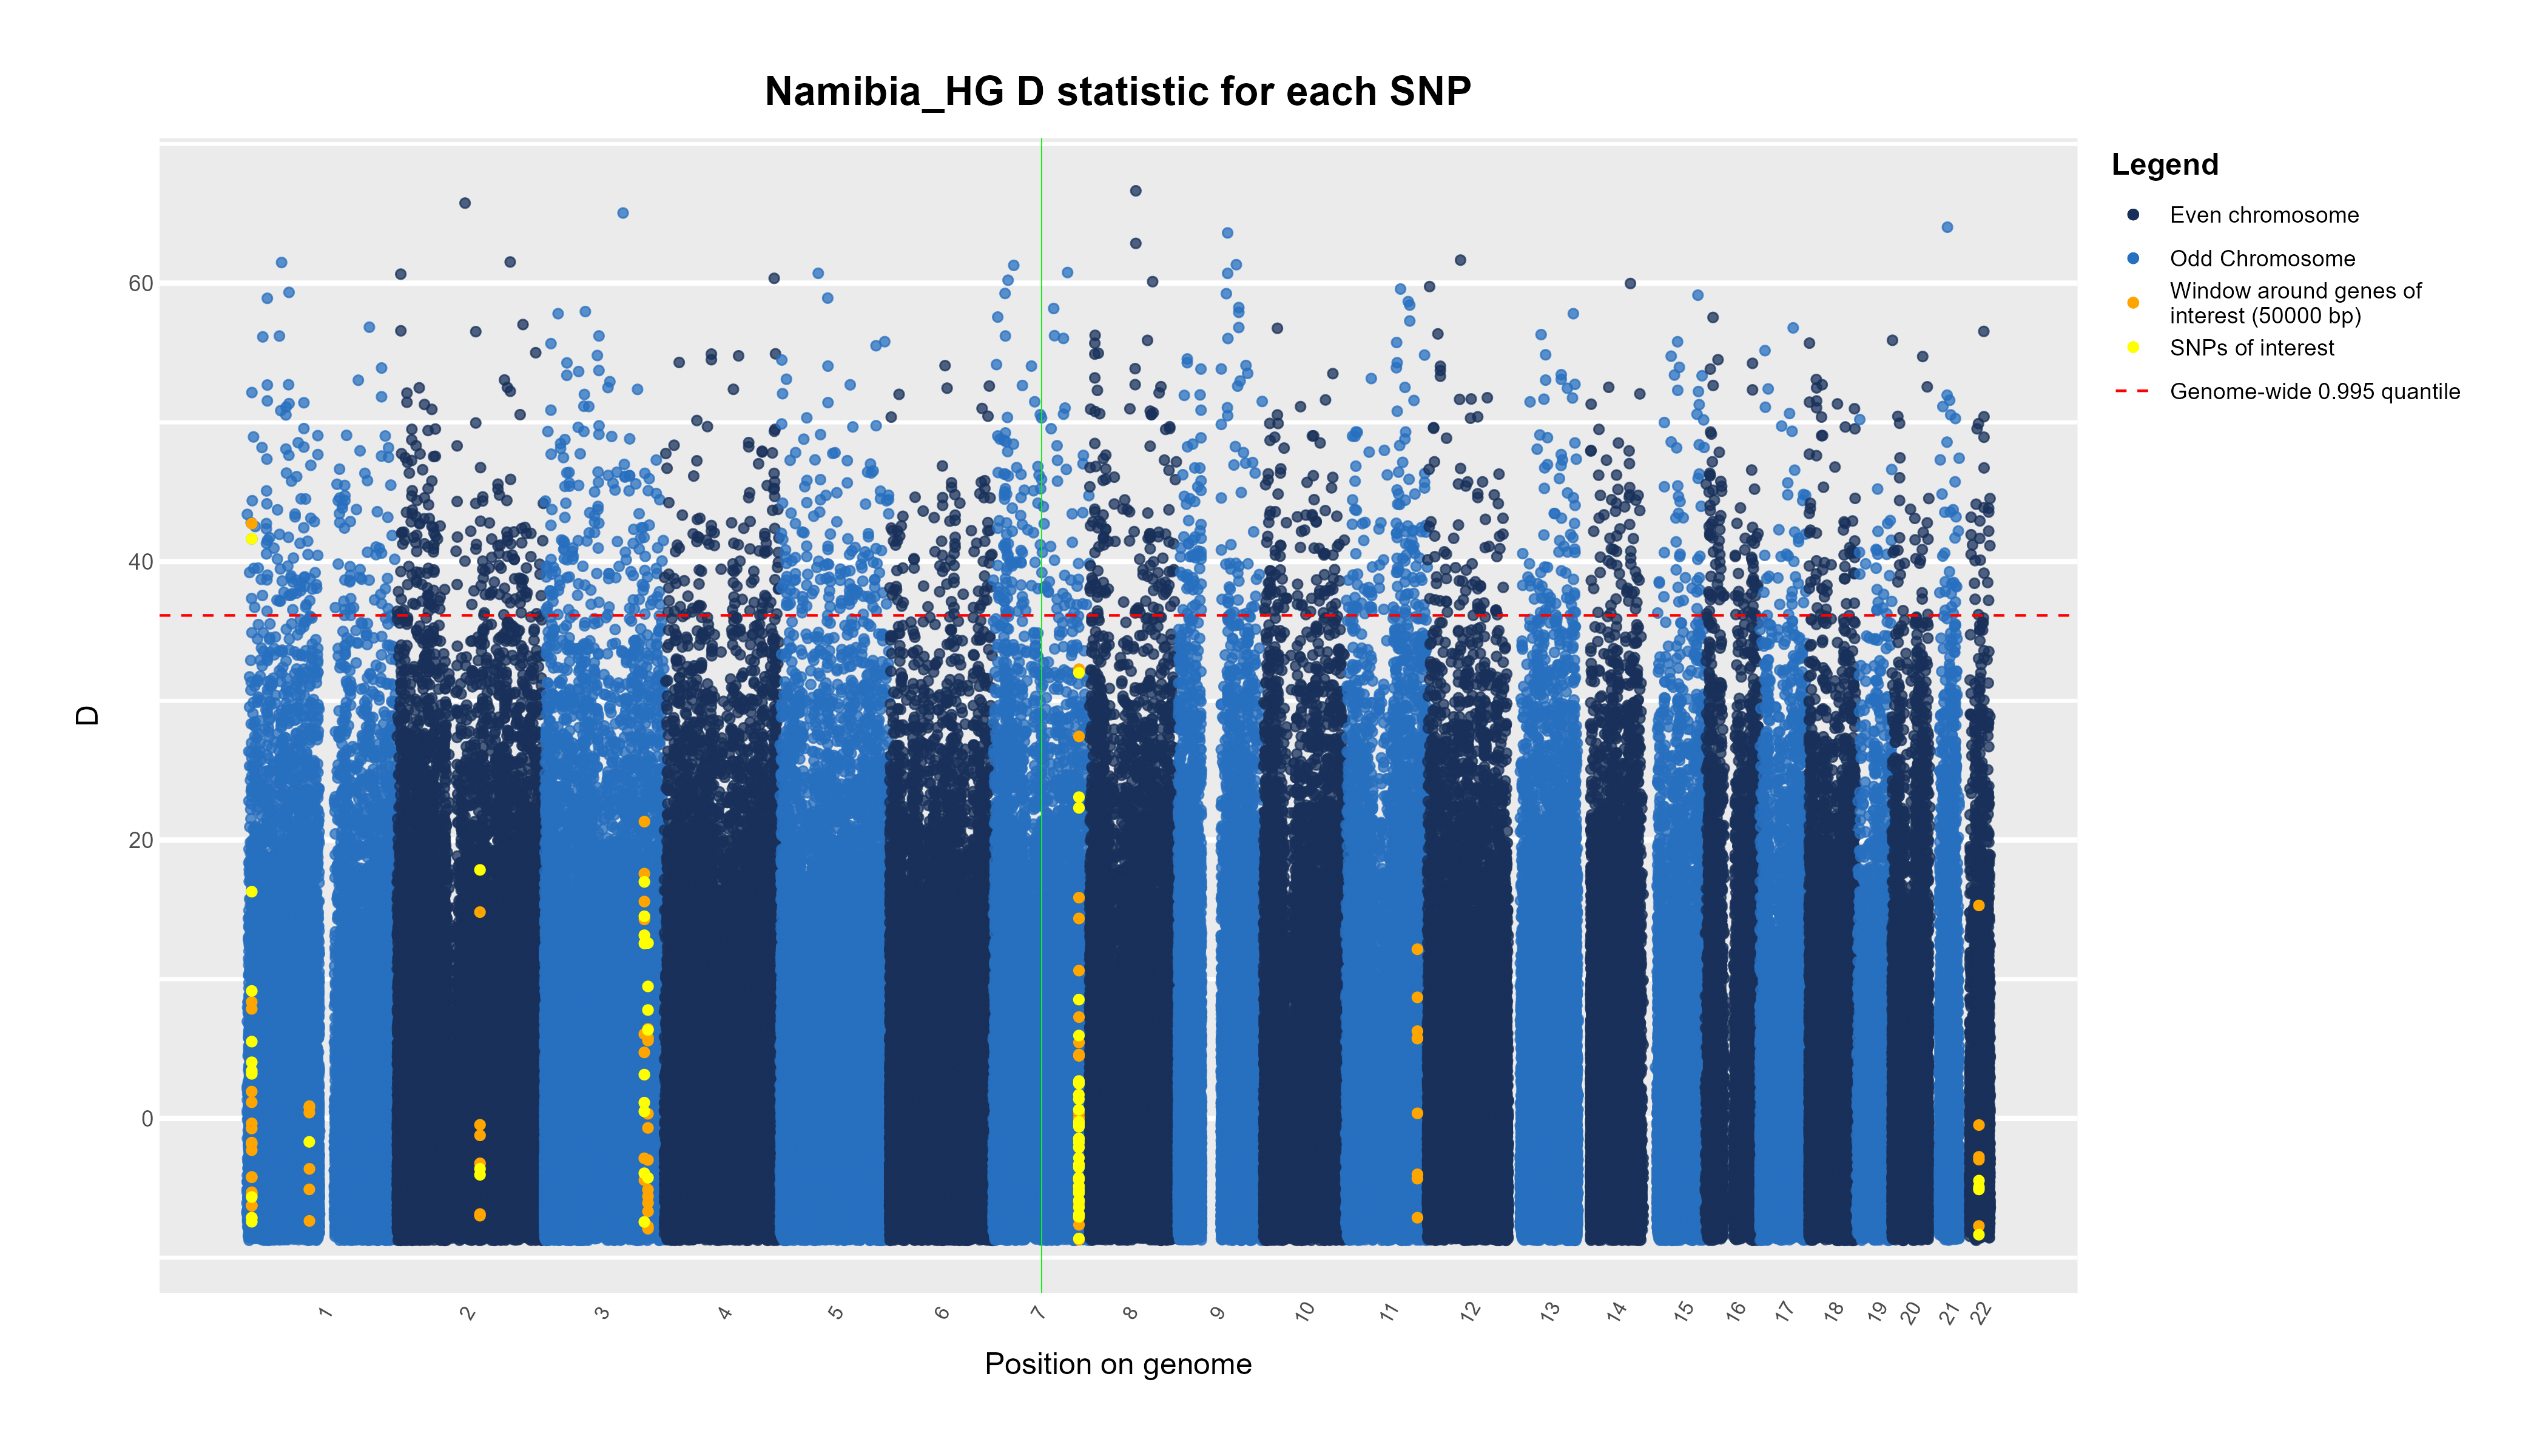 Namibia_HG D statistic for each SNP
Legend
Even chromosome
Odd Chromosome
Window around genes of
interest (50000 bp)
SNPs of interest
Genome-wide 0.995 quantile
60
40
20
0
D
1 2 3 4 5 6 7 8 9 10 11 12 13 14 15 16 17 18 19 20 21 22
Position on genome